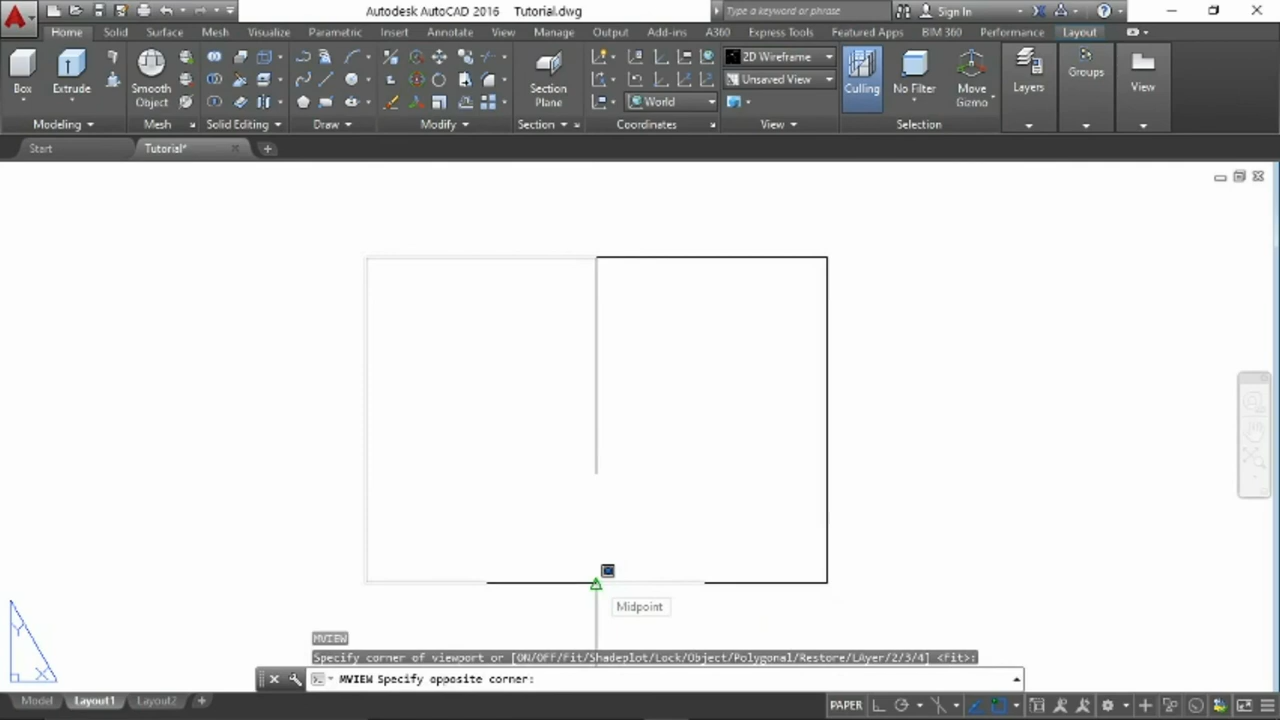 Autodesk AutoCAD 2016 Tutorial.dwg
Type a keyword or phrase
Sign In
Home Solid Surface Mesh Visualize Parametric Insert Annotate View Manage Output Add-ins A360 Express Tools Featured Apps BIM 360 Performance Layout
2D Wireframe
Unsaved View
World
Box Extrude Smooth Object Section Plane Culling No Filter Move Gizmo Layers Groups View
Modeling Mesh Solid Editing Draw Modify Section Coordinates View Selection
Start Tutorial*
Midpoint
MVIEW
Specify corner of viewport or [ON/OFF/Fit/Shadeplot/Lock/Object/Polygonal/Restore/LAyer/2/3/4] <Fit>:
MVIEW Specify opposite corner:
Y
X
Model Layout1 Layout2
PAPER